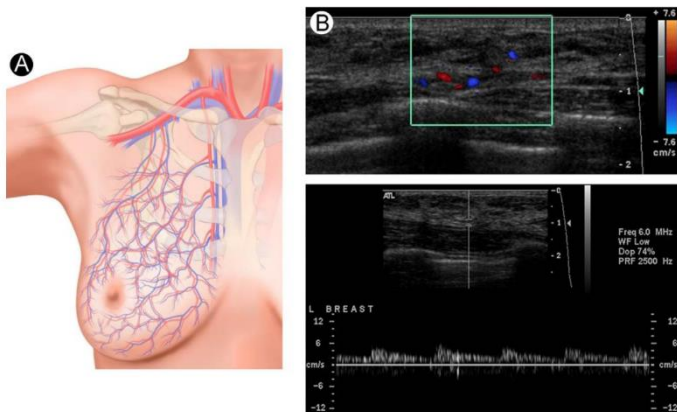 A
B
+ 7.6
0
1
- 7.6
cm/s
2
ATL
0
1
2
Freq 6.0 MHz
WF Low
Dop 74%
PRF 2500 Hz
L BREAST
12
6
cm/s
-6
-12
12
6
cm/s
-6
-12